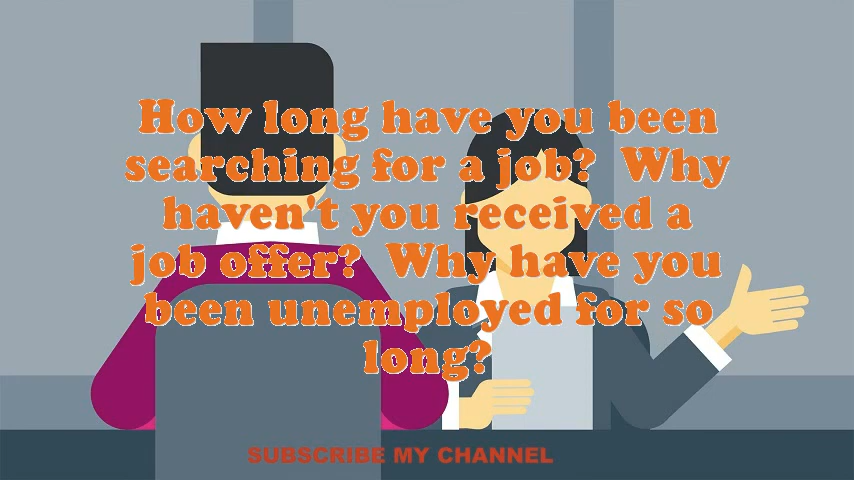 How long have you been
searching for a job?  Why
haven't you received a
job offer?  Why have you
been unemployed for so
long?
SUBSCRIBE MY CHANNEL